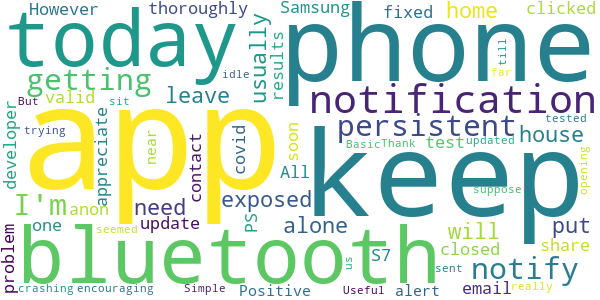 However thoroughly Samsung fixed home clicked
today usually results phone till far
getting idle
developer valid leave notification
But sit
app
trying appreciate near contact covid soon persistent tested
house
All test BasicThank updated
keep
I'm anon need exposed suppose opening
one update PS alone will closed put share
problem seemed bluetooth us S7 notify
sent
crashing encouraging Simple Positive Useful alert email really